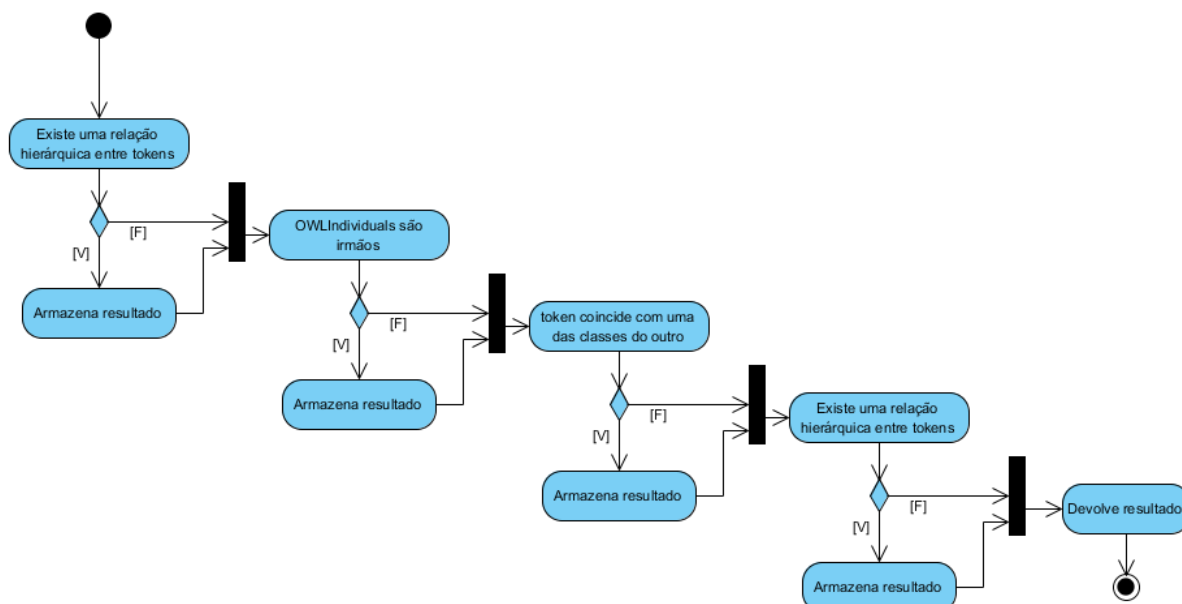 Existe uma relação
hierárquica entre tokens
[F]
[V]
Armazena resultado
OWLIndividuals são
irmãos
[F]
[V]
Armazena resultado
token coincide com uma
das classes do outro
[F]
[V]
Armazena resultado
Existe uma relação
hierárquica entre tokens
[F]
[V]
Armazena resultado
Devolve resultado